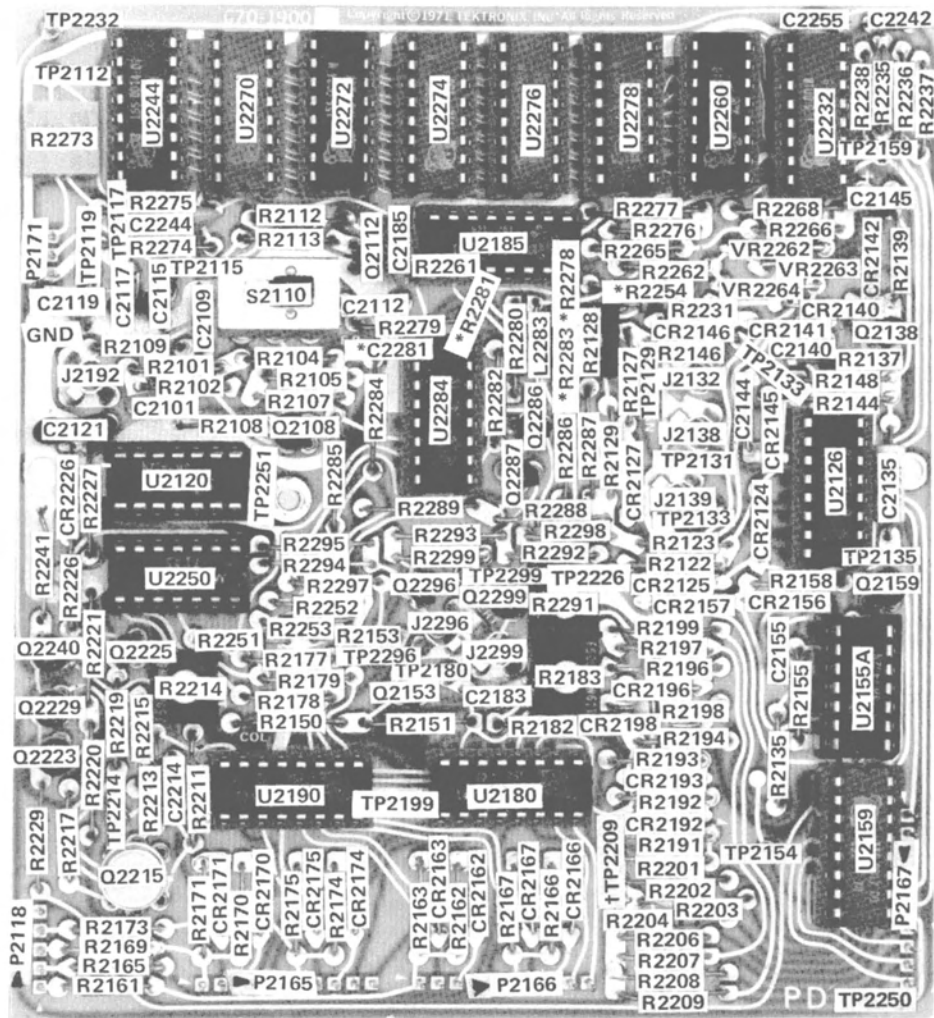 670-1900 Copyright © 1971 TEKTRONIX INC All Rights Reserved
TP2232
C2255
C2242
TP2112
R2273
U2244
U2270
U2272
U2274
U2276
U2278
U2260
U2232
R2238
R2235
R2236
R2237
TP2159
P2171
TP2119
TP2117
R2275
C2244
R2274
R2112
R2113
Q2112
C2185
U2185
R2261
R2277
R2276
R2265
R2262
R2268
R2266
VR2262
VR2263
VR2264
C2145
CR2142
R2139
C2119
C2117
C2115
TP2115
C2109
S2110
C2112
R2279
*C2281
*R2281
R2280
L2283
*R2283
*R2278
R2128
*R2254
R2231
CR2146
R2146
CR2140
CR2141
C2140
Q2138
R2137
GND
R2109
J2192
R2101
R2102
C2101
R2104
R2105
R2107
R2108
Q2108
R2284
U2284
R2282
Q2286
R2286
R2287
R2127
TP2129
R2129
J2132
J2138
TP2133
C2144
CR2145
R2148
R2144
C2121
CR2226
R2227
U2120
TP2251
R2285
Q2287
CR2127
TP2131
J2139
TP2133
U2126
C2135
CR2124
R2241
R2226
U2250
R2295
R2294
R2297
R2252
R2253
R2289
R2293
R2299
Q2296
R2288
R2298
R2292
TP2299
Q2299
TP2226
R2291
R2123
R2122
CR2125
CR2157
R2158
CR2156
TP2135
Q2159
Q2240
R2221
Q2225
R2251
R2214
R2177
R2179
R2178
R2150
R2153
TP2296
J2296
TP2180
J2299
Q2153
C2183
R2151
R2183
R2182
R2199
R2197
R2196
CR2196
R2198
CR2198
R2194
C2155
R2155
U2155A
Q2229
Q2223
R2219
R2215
R2220
TP2214
R2213
C2214
R2211
COL
U2190
TP2199
U2180
R2193
CR2193
R2192
CR2192
R2191
R2201
R2202
R2203
R2204
R2135
TP2154
U2159
P2167
R2229
R2217
Q2215
R2171
CR2171
R2170
CR2170
R2175
CR2175
R2174
CR2174
R2163
CR2163
R2162
CR2162
R2167
CR2167
R2166
CR2166
†TP2209
P2118
R2173
R2169
R2165
R2161
P2165
P2166
R2206
R2207
R2208
R2209
PD
TP2250